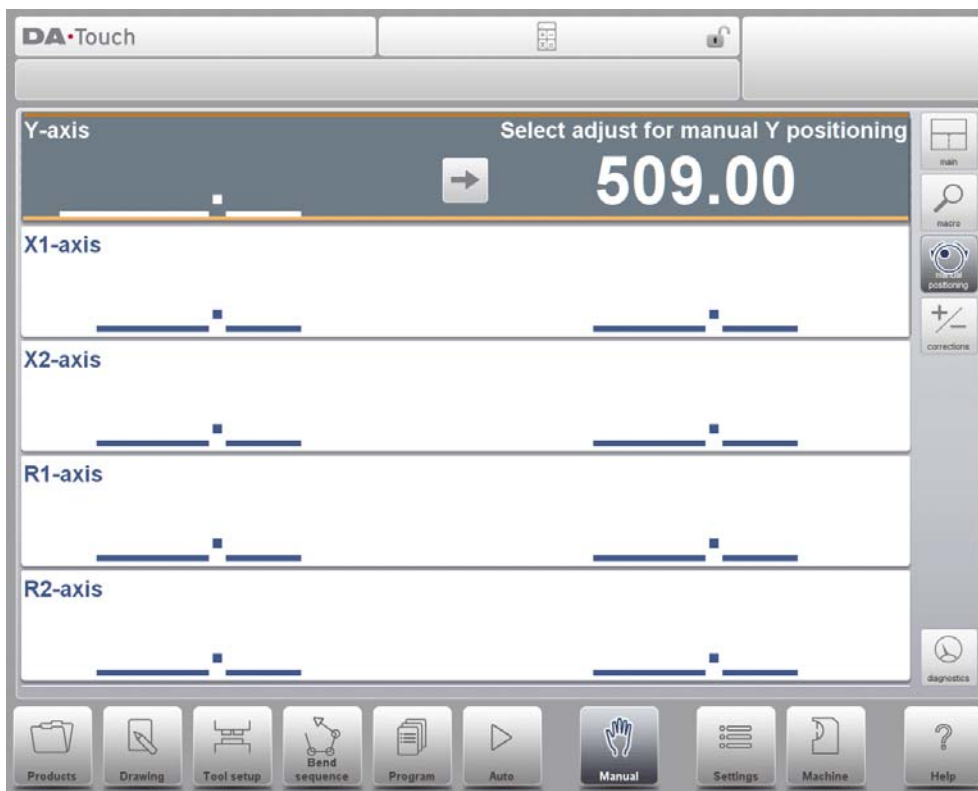 DA•Touch
Y-axis
Select adjust for manual Y positioning
509.00
X1-axis
X2-axis
R1-axis
R2-axis
main
macro
manual
positioning
corrections
diagnostics
Products
Drawing
Tool setup
Bend
sequence
Program
Auto
Manual
Settings
Machine
Help